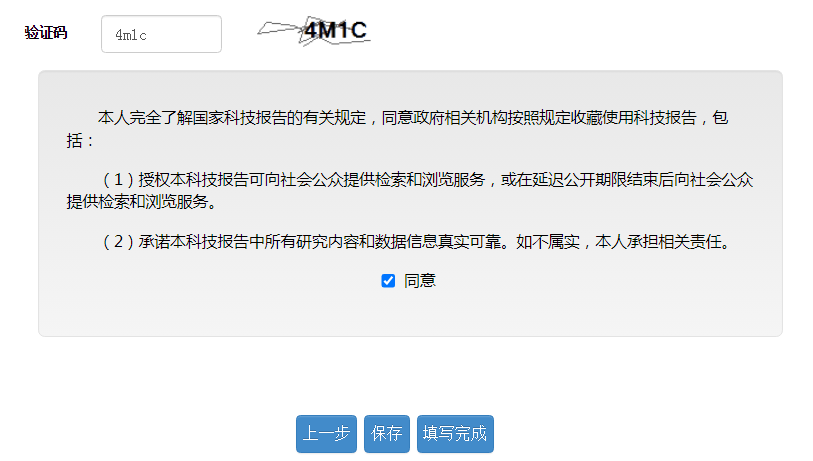 验证码 4m1c 4M1C
本人完全了解国家科技报告的有关规定，同意政府相关机构按照规定收藏使用科技报告，包
括：
（1）授权本科技报告可向社会公众提供检索和浏览服务，或在延迟公开期限结束后向社会公众
提供检索和浏览服务。
（2）承诺本科技报告中所有研究内容和数据信息真实可靠。如不属实，本人承担相关责任。
同意
上一步 保存 填写完成